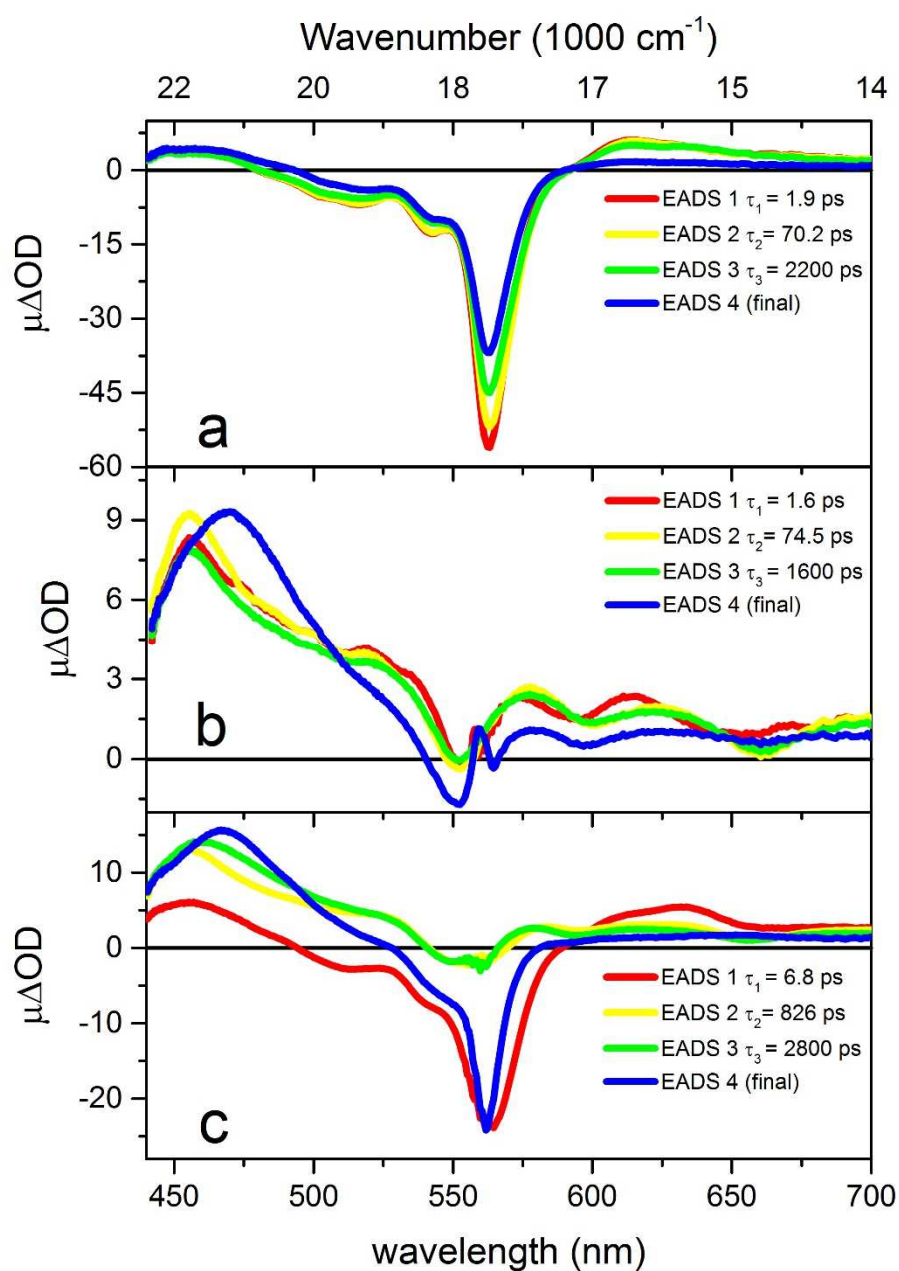 Wavenumber (1000 cm⁻¹)
22 20 19 18 17 16 15 14
0
-15
-30
-45
-60
μΔOD
EADS 1 τ₁ = 1.9 ps
EADS 2 τ₂= 70.2 ps
EADS 3 τ₃ = 2200 ps
EADS 4 (final)
a
9
6
3
0
μΔOD
EADS 1 τ₁ = 1.6 ps
EADS 2 τ₂= 74.5 ps
EADS 3 τ₃ = 1600 ps
EADS 4 (final)
b
10
0
-10
-20
μΔOD
EADS 1 τ₁ = 6.8 ps
EADS 2 τ₂= 826 ps
EADS 3 τ₃ = 2800 ps
EADS 4 (final)
c
450 500 550 600 650 700
wavelength (nm)